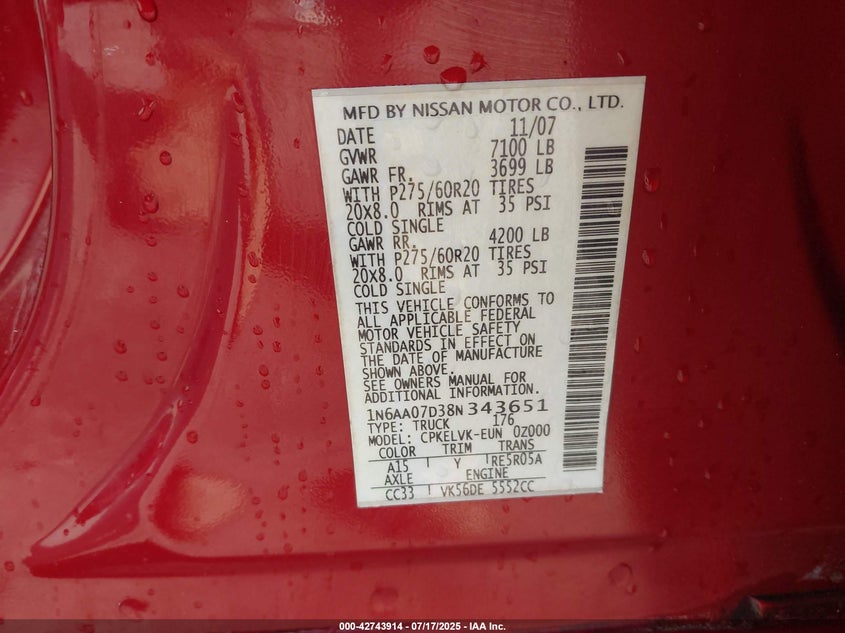 MFD BY NISSAN MOTOR CO., LTD.
DATE 11/07
GVWR 7100 LB
GAWR FR. 3699 LB
WITH P275/60R20 TIRES
20X8.0 RIMS AT 35 PSI
COLD SINGLE
GAWR RR. 4200 LB
WITH P275/60R20 TIRES
20X8.0 RIMS AT 35 PSI
COLD SINGLE
THIS VEHICLE CONFORMS TO
ALL APPLICABLE FEDERAL
MOTOR VEHICLE SAFETY
STANDARDS IN EFFECT ON
THE DATE OF MANUFACTURE
SHOWN ABOVE.
SEE OWNERS MANUAL FOR
ADDITIONAL INFORMATION.
1N6AA07D38N 343651
TYPE: TRUCK 176
MODEL: CPKELVK-EUN 0Z000
COLOR TRIM TRANS
A15 Y RE5R05A
AXLE ENGINE
CC33 VK56DE 5552CC
000-42743914 - 07/17/2025 - IAA Inc.